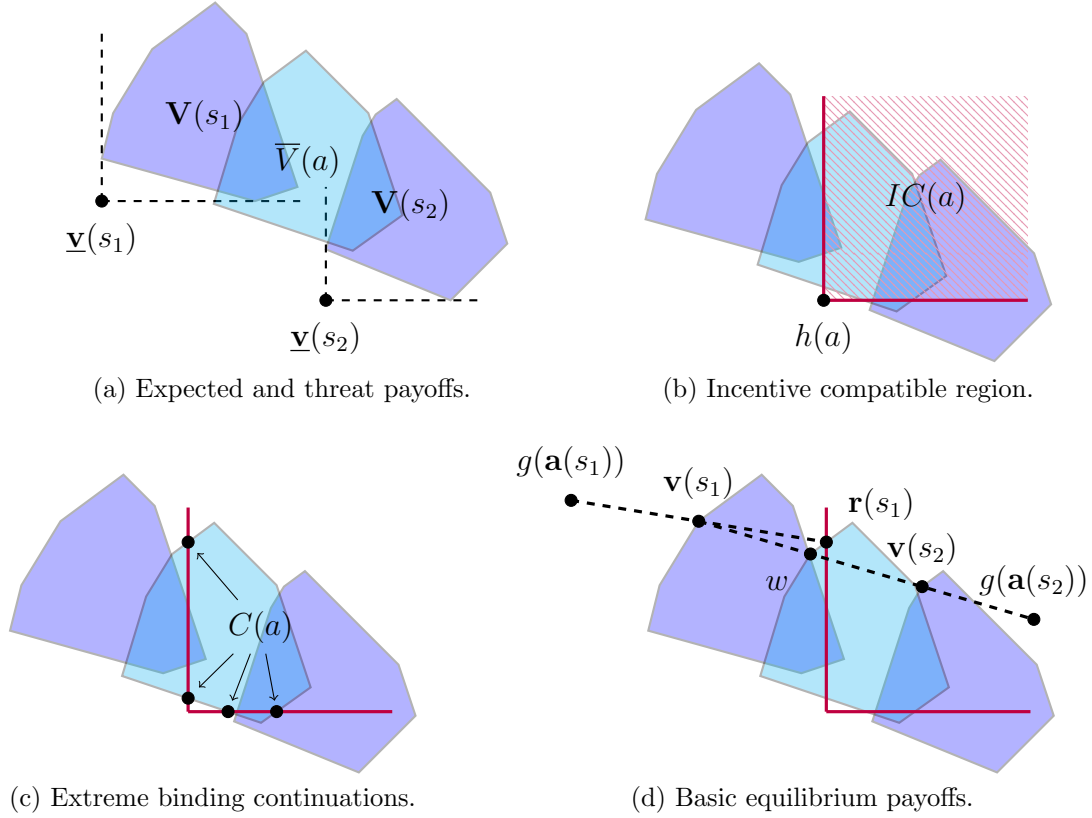 V(s₁)
V̅(a)
V(s₂)
v̲(s₁)
v̲(s₂)
(a) Expected and threat payoffs.
IC(a)
h(a)
(b) Incentive compatible region.
C(a)
(c) Extreme binding continuations.
g(a(s₁))
v(s₁)
r(s₁)
v(s₂)
w
g(a(s₂))
(d) Basic equilibrium payoffs.